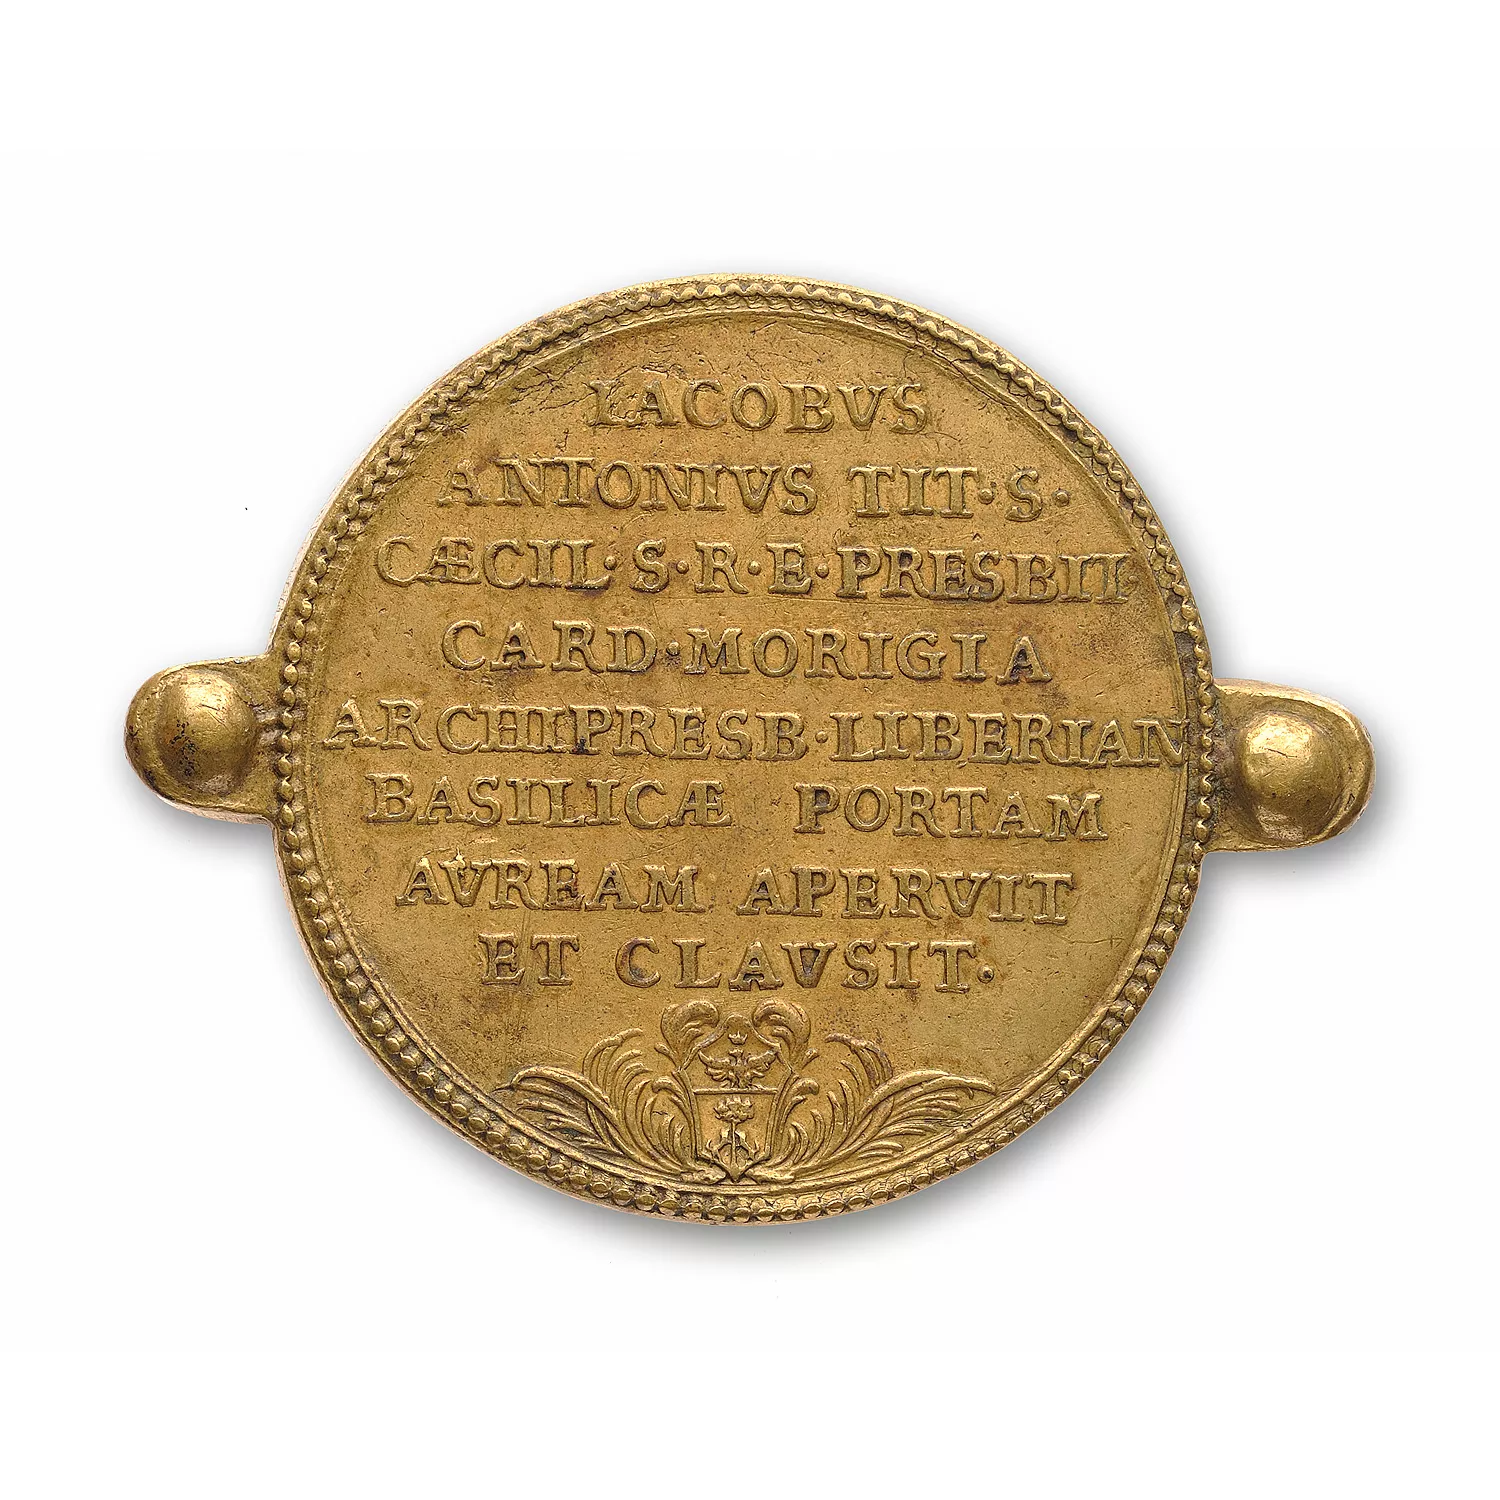 IACOBVS
ANTONIVS TIT·S·
CÆCIL·S·R·E·PRESBIT·
CARD·MORIGIA
ARCHIPRESB·LIBERIAN
BASILICÆ PORTAM
AVREAM APERVIT
ET CLAVSIT·